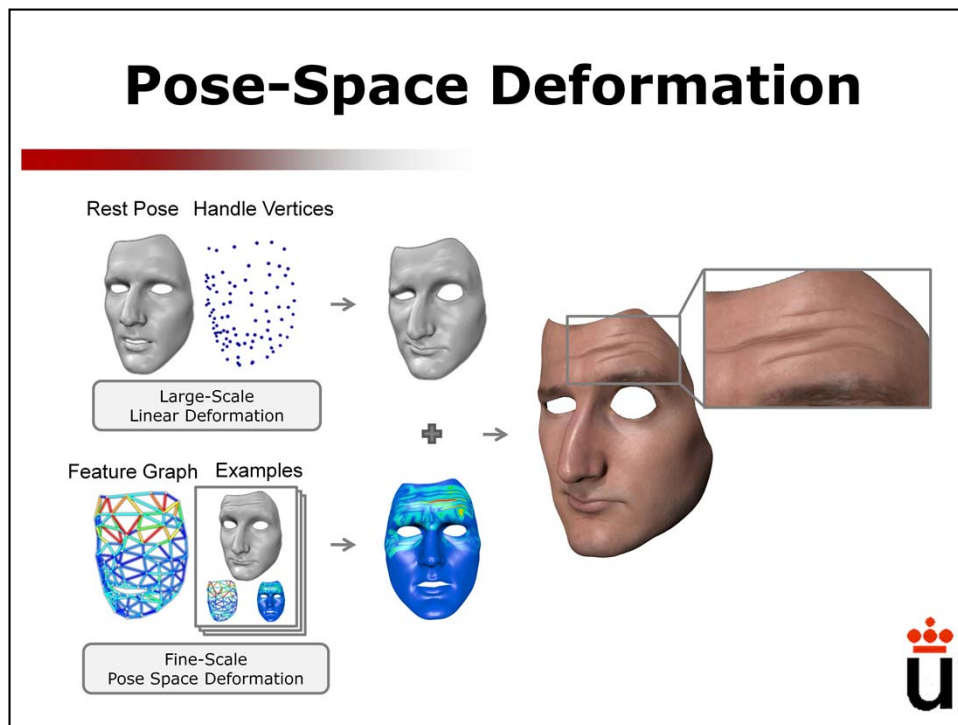 Pose-Space Deformation
Rest Pose
Handle Vertices
Large-Scale
Linear Deformation
Feature Graph
Examples
Fine-Scale
Pose Space Deformation
u